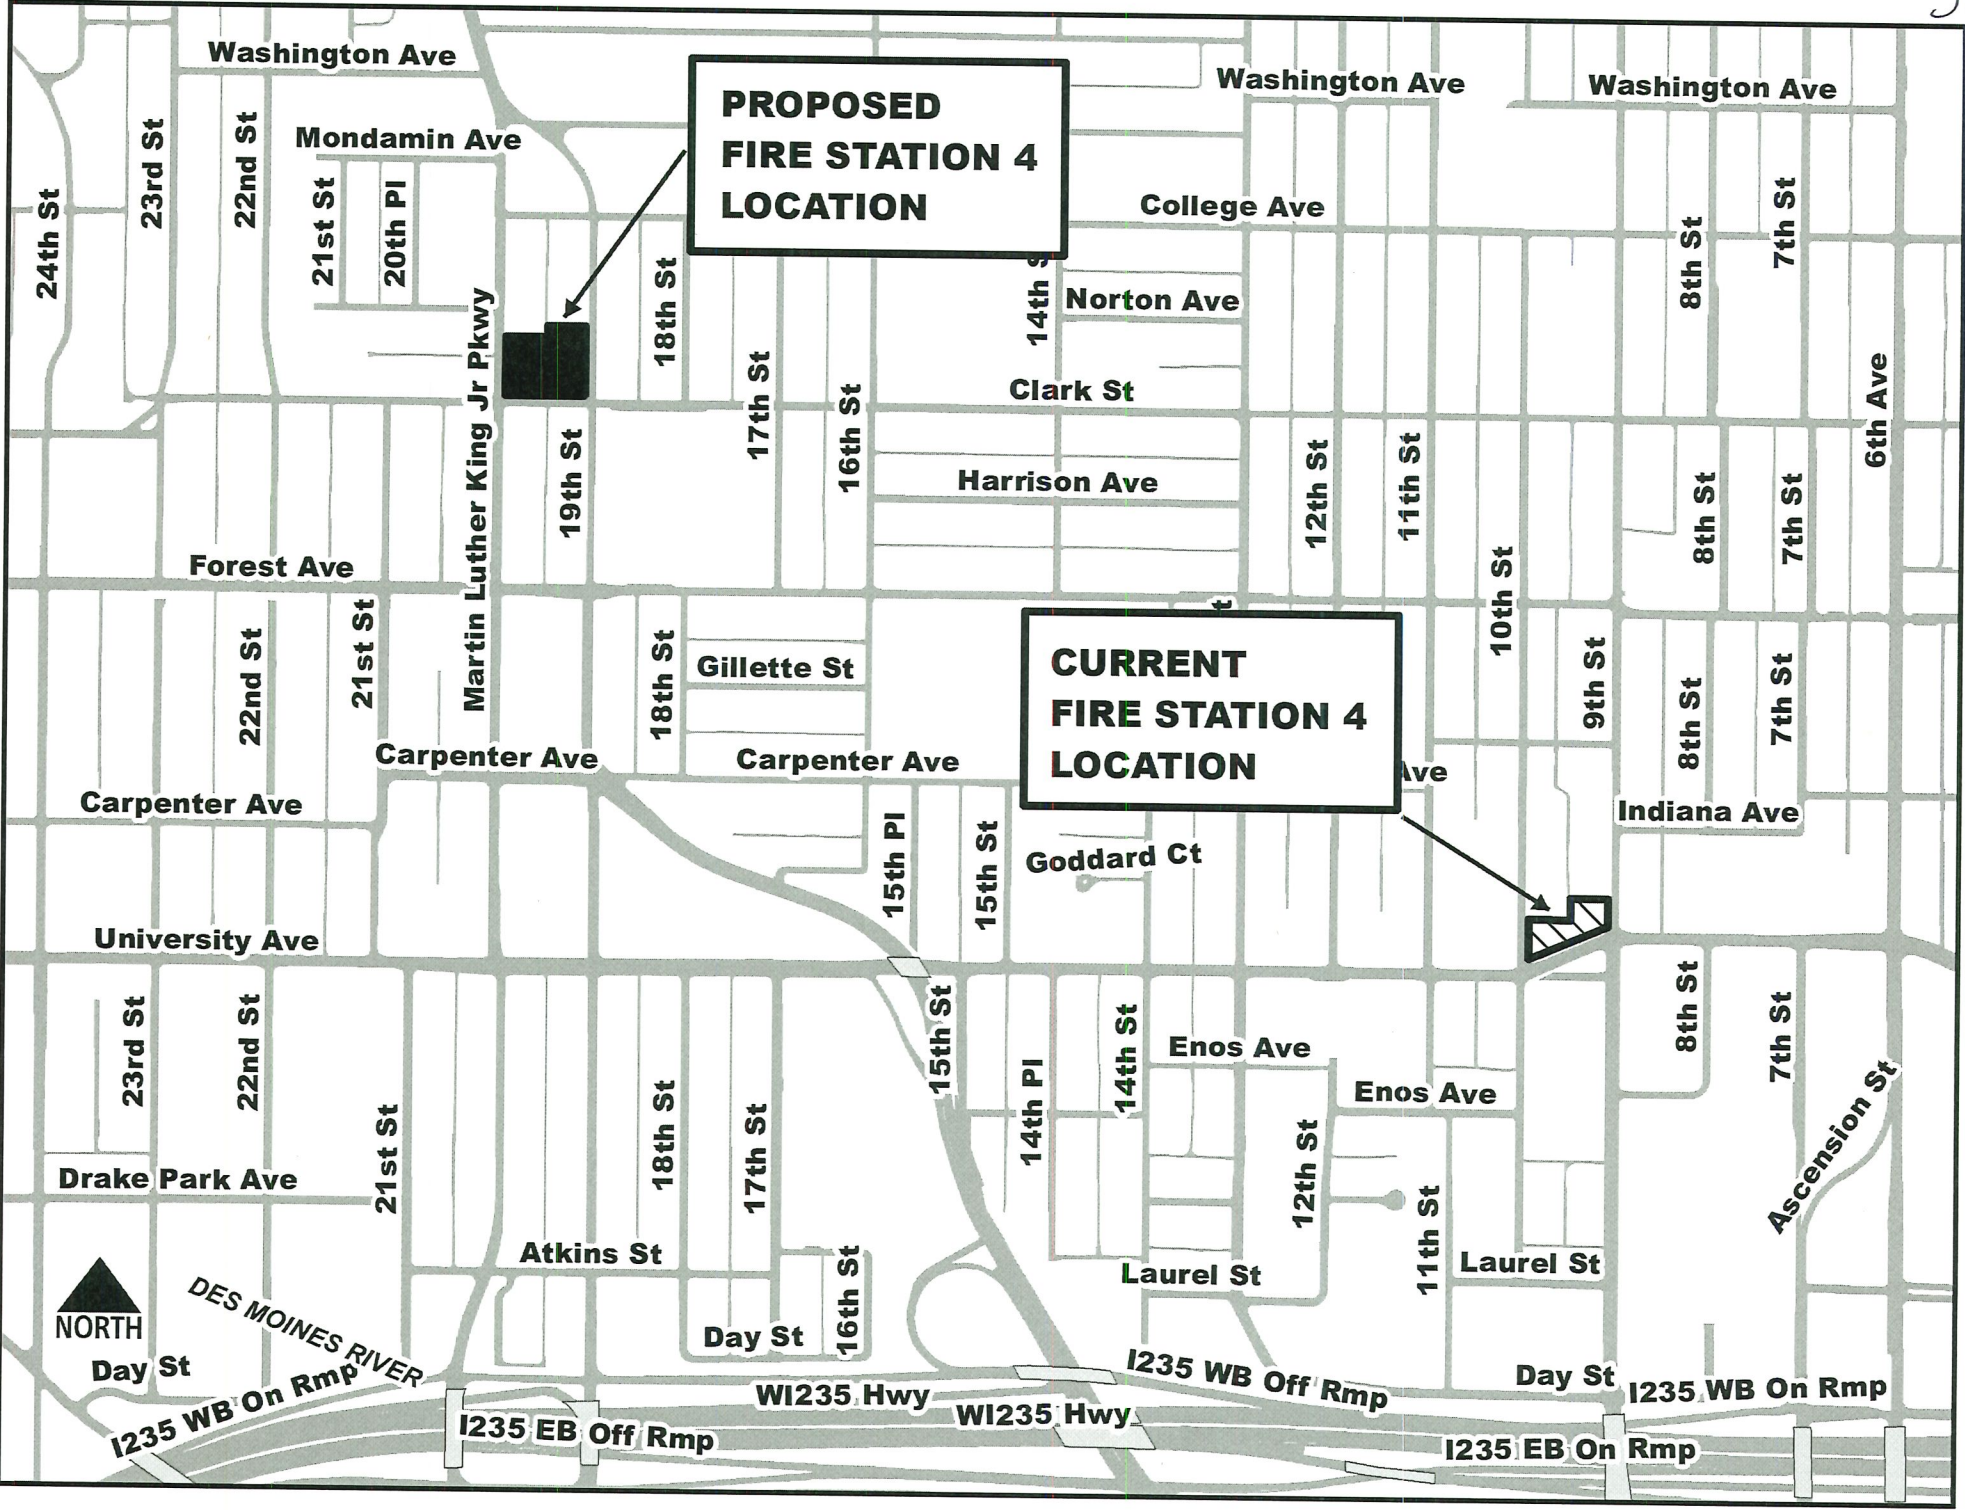 Washington Ave
Washington Ave
Washington Ave
PROPOSED
FIRE STATION 4
LOCATION
Mondamin Ave
24th St
23rd St
22nd St
21st St
20th Pl
College Ave
8th St
7th St
18th St
14th
Norton Ave
Martin Luther King Jr Pkwy
17th St
16th St
Clark St
6th Ave
19th St
Harrison Ave
12th St
11th St
8th St
7th St
Forest Ave
10th St
22nd St
21st St
18th St
Gillette St
CURRENT
FIRE STATION 4
LOCATION
9th St
8th St
7th St
Carpenter Ave
Carpenter Ave
Ave
Carpenter Ave
Indiana Ave
15th Pl
15th St
Goddard Ct
University Ave
23rd St
22nd St
15th St
14th St
8th St
7th St
Enos Ave
Enos Ave
14th Pl
21st St
18th St
17th St
12th St
Ascension St
Drake Park Ave
11th St
Atkins St
16th St
Laurel St
Laurel St
NORTH
DES MOINES RIVER
Day St
Day St
Day St
I235 WB On Rmp
WI235 Hwy
WI235 Hwy
I235 WB Off Rmp
I235 WB On Rmp
I235 EB Off Rmp
I235 EB On Rmp